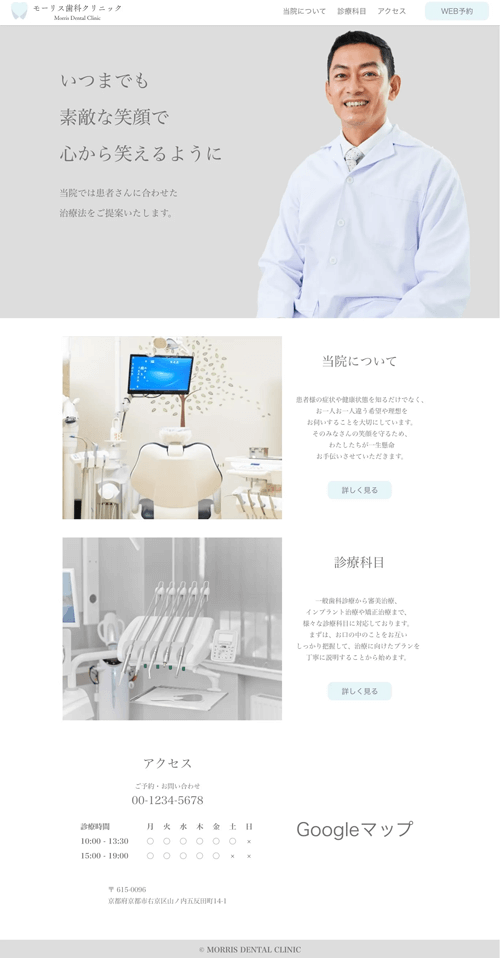 モーリス歯科クリニック
Morris Dental Clinic
当院について 診療科目 アクセス WEB予約
いつまでも
素敵な笑顔で
心から笑えるように
当院では患者さんに合わせた
治療法をご提案いたします。
当院について
患者様の症状や健康状態を知るだけでなく、
お一人お一人違う希望や理想を
お伺いすることを大切にしています。
そのみなさんの笑顔を守るため、
わたしたちが一生懸命
お手伝いさせていただきます。
詳しく見る
診療科目
一般歯科診療から審美治療、
インプラント治療や矯正治療まで、
様々な診療科目に対応しております。
まずは、お口の中のことをお互い
しっかり把握して、治療に向けたプランを
丁寧に説明することから始めます。
詳しく見る
アクセス
ご予約・お問い合わせ
00-1234-5678
診療時間 月 火 水 木 金 土 日
10:00 - 13:30 〇 〇 〇 〇 〇 〇 ×
15:00 - 19:00 〇 〇 〇 〇 〇 × ×
〒 615-0096
京都府京都市右京区山ノ内五反田町14-1
Googleマップ
© MORRIS DENTAL CLINIC